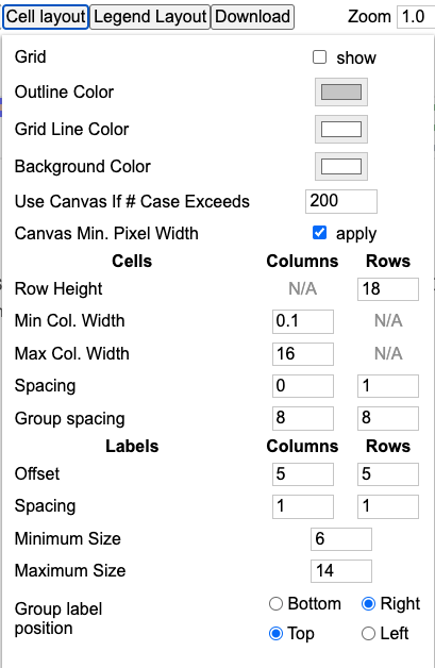 Cell layout Legend Layout Download Zoom 1.0
Grid show
Outline Color
Grid Line Color
Background Color
Use Canvas If # Case Exceeds 200
Canvas Min. Pixel Width apply
Cells Columns Rows
Row Height N/A 18
Min Col. Width 0.1 N/A
Max Col. Width 16 N/A
Spacing 0 1
Group spacing 8 8
Labels Columns Rows
Offset 5 5
Spacing 1 1
Minimum Size 6
Maximum Size 14
Group label position Bottom Right
Top Left